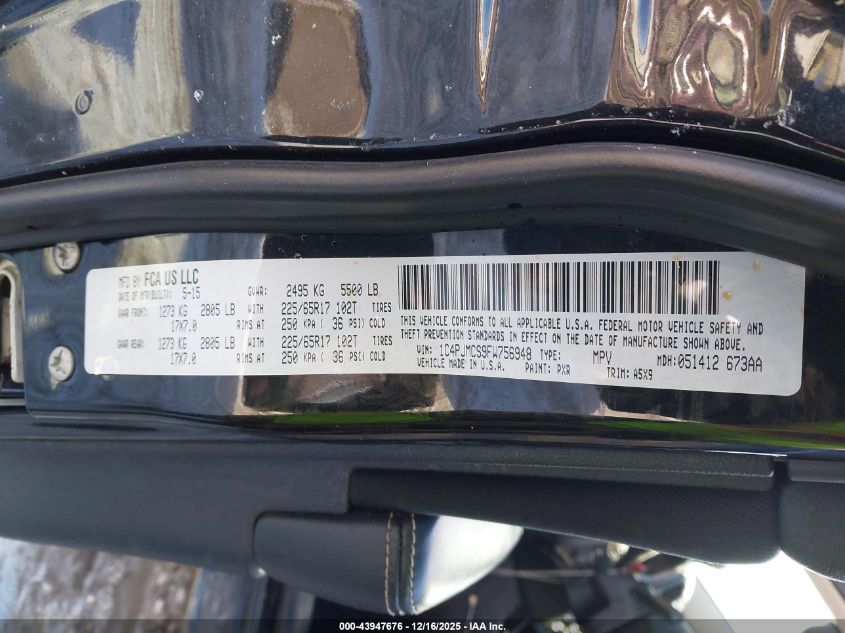 MFD BY FCA US LLC
DATE OF MFR(BUILT): 5-15 GVWR: 2495 KG 5500 LB
GAWR FRONT: 1273 KG 2805 LB WITH 225/65R17 102T TIRES
17X7.0 RIMS AT 250 KPA ( 36 PSI) COLD
GAWR REAR: 1273 KG 2805 LB WITH 225/65R17 102T TIRES
17X7.0 RIMS AT 250 KPA ( 36 PSI) COLD
THIS VEHICLE CONFORMS TO ALL APPLICABLE U.S.A. FEDERAL MOTOR VEHICLE SAFETY AND
THEFT PREVENTION STANDARDS IN EFFECT ON THE DATE OF MANUFACTURE SHOWN ABOVE.
VIN: 1C4PJMCS9FW756948 TYPE: MPV MDH: 051412 673AA
VEHICLE MADE IN U.S.A. PAINT: PXR TRIM: A5X9
000-43947676 - 12/16/2025 - IAA Inc.